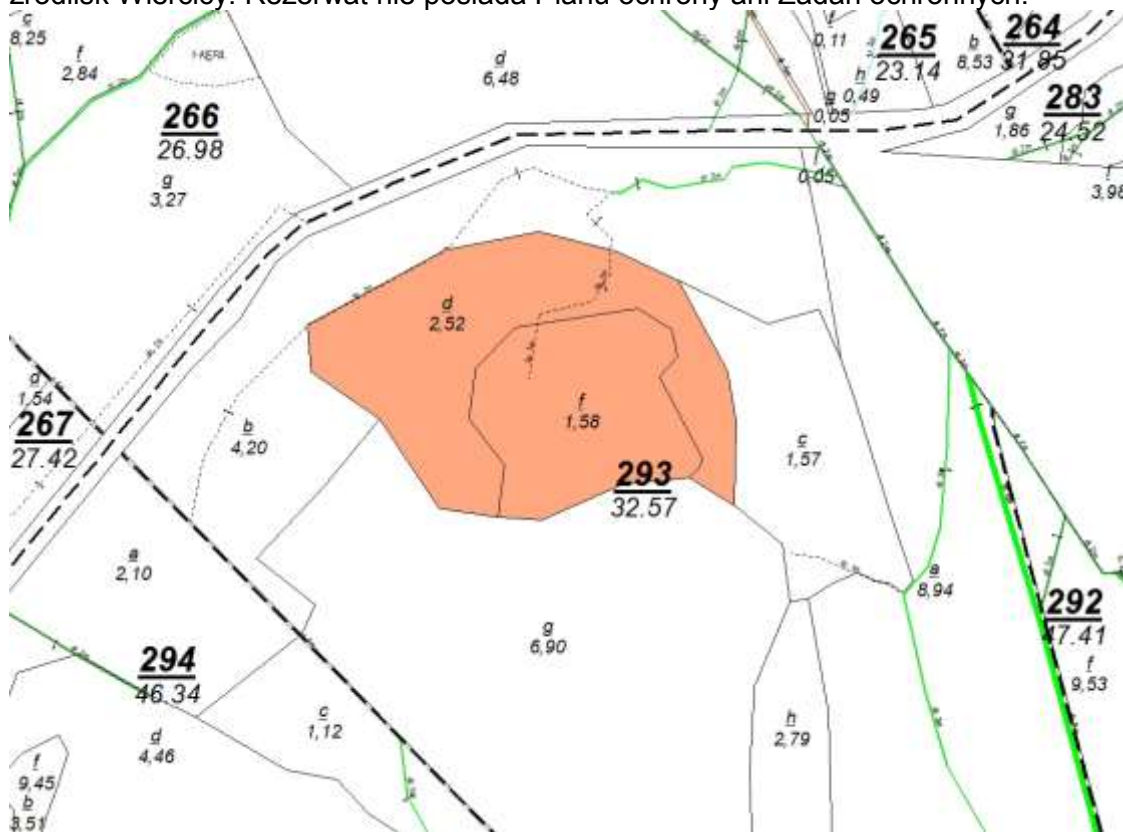 źródlisk Wiercicy. Rezerwat nie posiada Planu ochrony ani Zadań ochronnych.
c
8,25
f
2,84
d
6,48
0,11
h
0,49
265
23.14
b
8,53
264
31.85
266
26.98
g
3,27
0,05
g
1,86
283
24.52
f
3,98
0,05
1,54
267
27.42
d
2,52
b
4,20
f
1,58
c
1,57
293
32.57
a
2,10
a
8,94
292
47.41
g
6,90
294
46.34
f
9,53
c
1,12
h
2,79
d
4,46
f
9,45
b
3,51